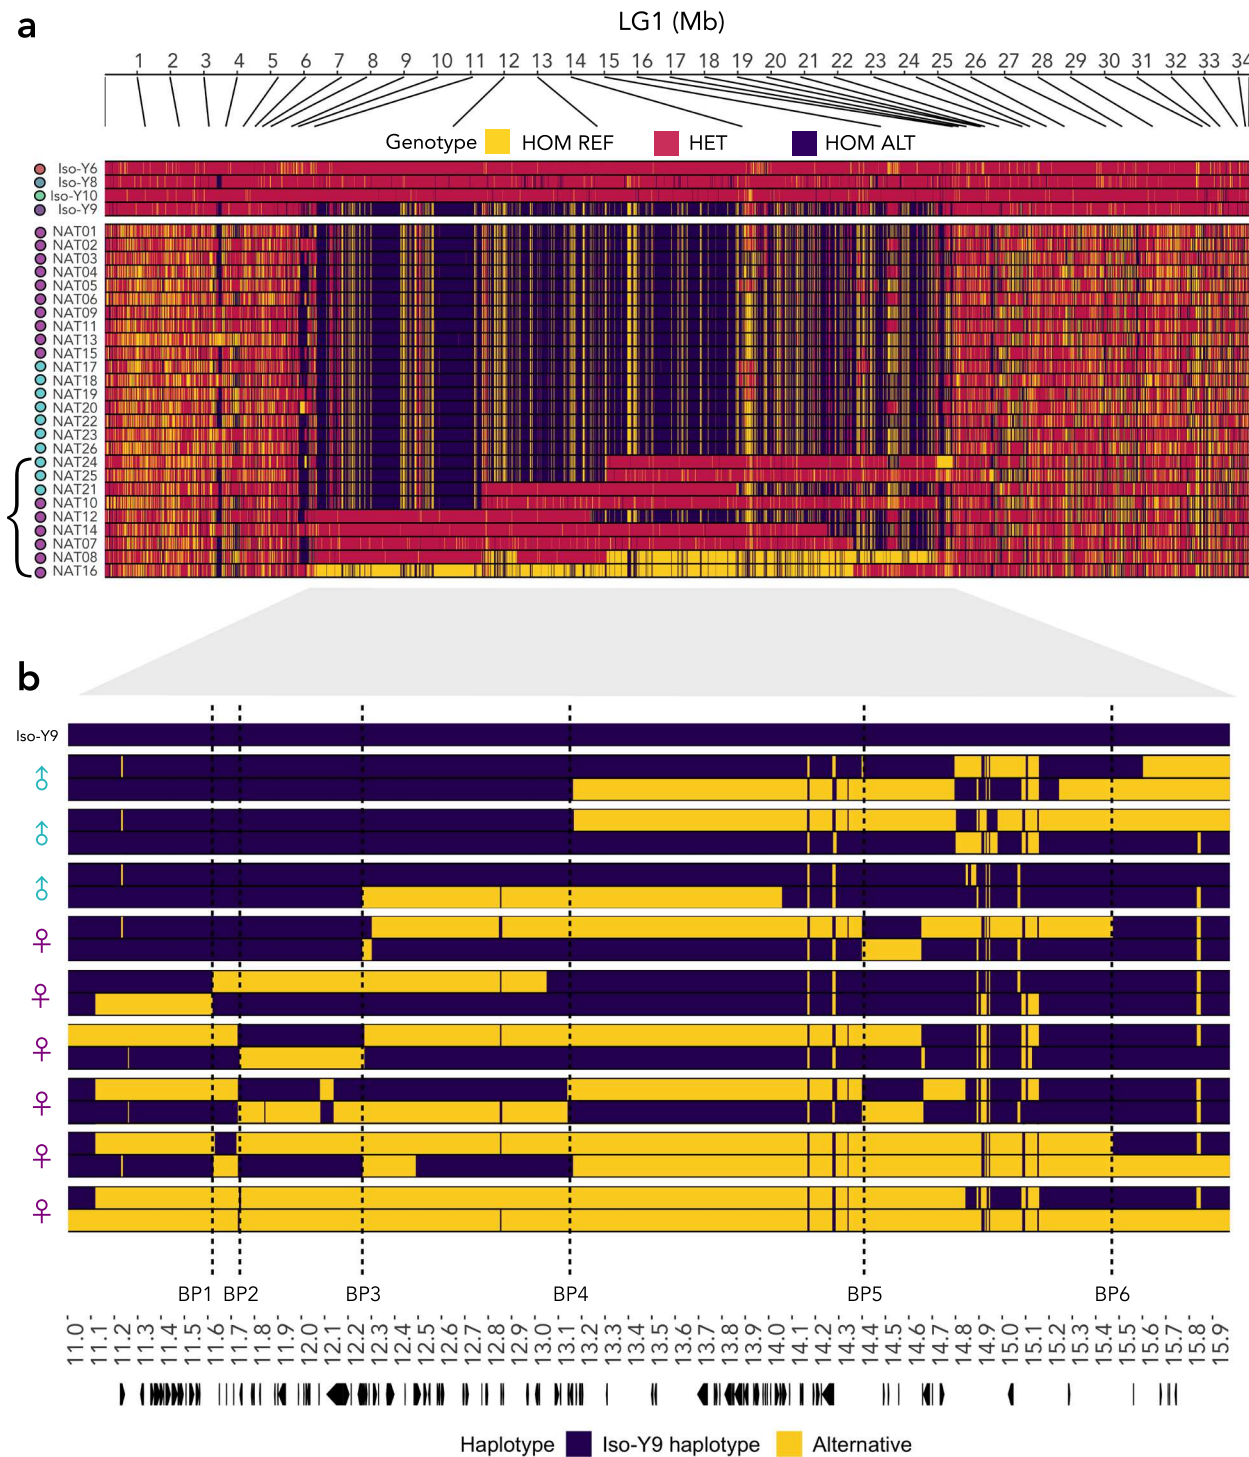 a
LG1 (Mb)
1 2 3 4 5 6 7 8 9 10 11 12 13 14 15 16 17 18 19 20 21 22 23 24 25 26 27 28 29 30 31 32 33 34
Genotype HOM REF HET HOM ALT
Iso-Y6
Iso-Y8
Iso-Y10
Iso-Y9
NAT01
NAT02
NAT03
NAT04
NAT05
NAT06
NAT09
NAT11
NAT13
NAT15
NAT17
NAT18
NAT19
NAT20
NAT22
NAT23
NAT26
NAT24
NAT25
NAT21
NAT10
NAT12
NAT14
NAT07
NAT08
NAT16
b
Iso-Y9
♂
♂
♂
♀
♀
♀
♀
♀
♀
BP1 BP2 BP3 BP4 BP5 BP6
11.0 11.1 11.2 11.3 11.4 11.5 11.6 11.7 11.8 11.9 12.0 12.1 12.2 12.3 12.4 12.5 12.6 12.7 12.8 12.9 13.0 13.1 13.2 13.3 13.4 13.5 13.6 13.7 13.8 13.9 14.0 14.1 14.2 14.3 14.4 14.5 14.6 14.7 14.8 14.9 15.0 15.1 15.2 15.3 15.4 15.5 15.6 15.7 15.8 15.9
Haplotype Iso-Y9 haplotype Alternative